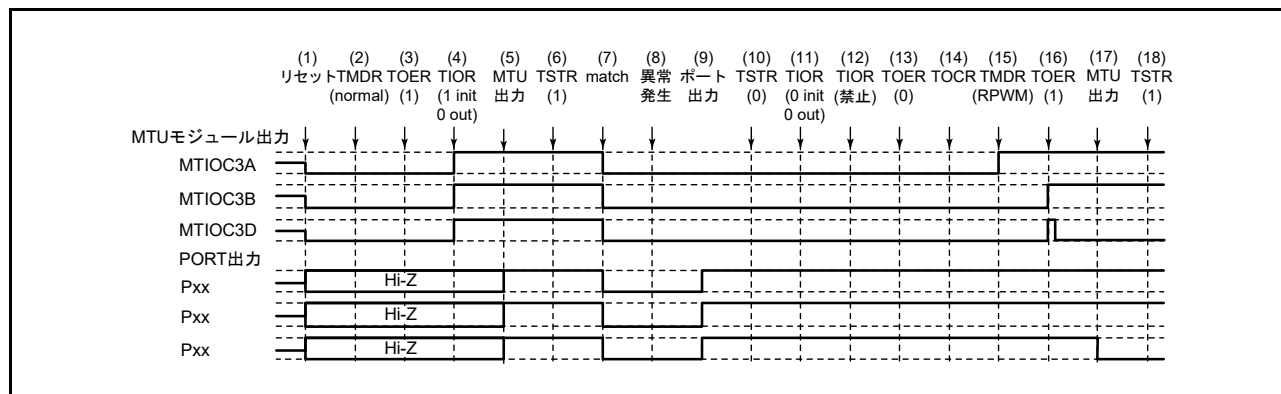 (1) (2) (3) (4) (5) (6) (7) (8) (9) (10) (11) (12) (13) (14) (15) (16) (17) (18)
リセット TMDR TOER TIOR MTU TSTR match 異常 ポート TSTR TIOR TIOR TOER TOCR TMDR TOER MTU TSTR
(normal) (1) (1 init 出力 (1) 発生 出力 (0) (0 init (禁止) (0) (RPWM) (1) 出力 (1)
0 out) 0 out)
MTUモジュール出力
MTIOC3A
MTIOC3B
MTIOC3D
PORT出力
Pxx Hi-Z
Pxx Hi-Z
Pxx Hi-Z